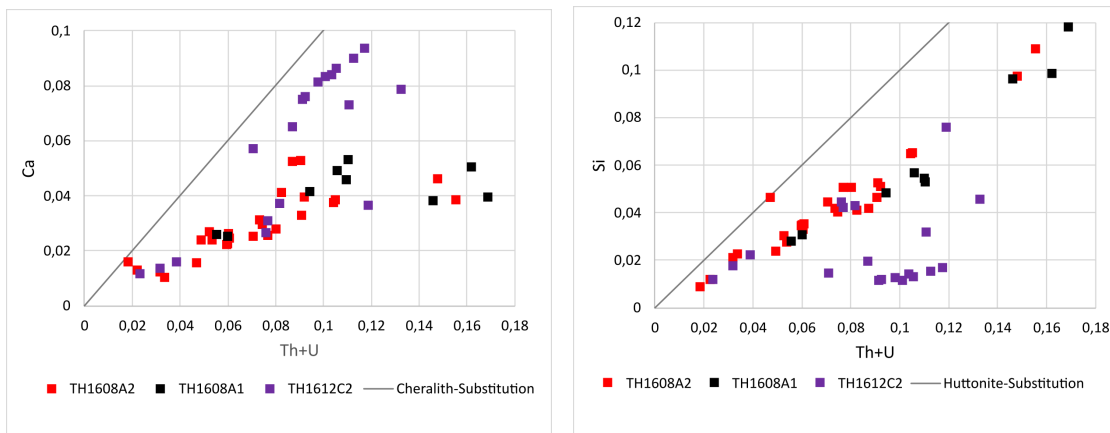 0,1
0,08
0,06
0,04
0,02
0
Ca
0 0,02 0,04 0,06 0,08 0,1 0,12 0,14 0,16 0,18
Th+U
TH1608A2 TH1608A1 TH1612C2 Cheralith-Substitution
0,12
0,1
0,08
0,06
0,04
0,02
0
Si
0 0,02 0,04 0,06 0,08 0,1 0,12 0,14 0,16 0,18
Th+U
TH1608A2 TH1608A1 TH1612C2 Huttonite-Substitution